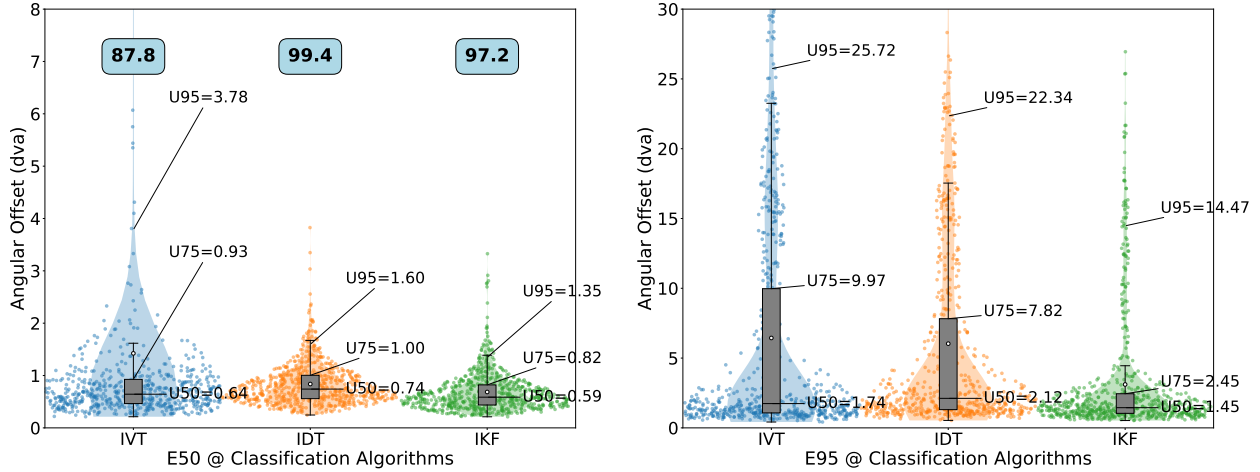 Angular Offset (dva)
8
7
6
5
4
3
2
1
0
87.8
99.4
97.2
U95=3.78
U75=0.93
U50=0.64
U95=1.60
U75=1.00
U50=0.74
U95=1.35
U75=0.82
U50=0.59
IVT
IDT
IKF
E50 @ Classification Algorithms
Angular Offset (dva)
30
25
20
15
10
5
0
U95=25.72
U75=9.97
U50=1.74
U95=22.34
U75=7.82
U50=2.12
U95=14.47
U75=2.45
U50=1.45
IVT
IDT
IKF
E95 @ Classification Algorithms